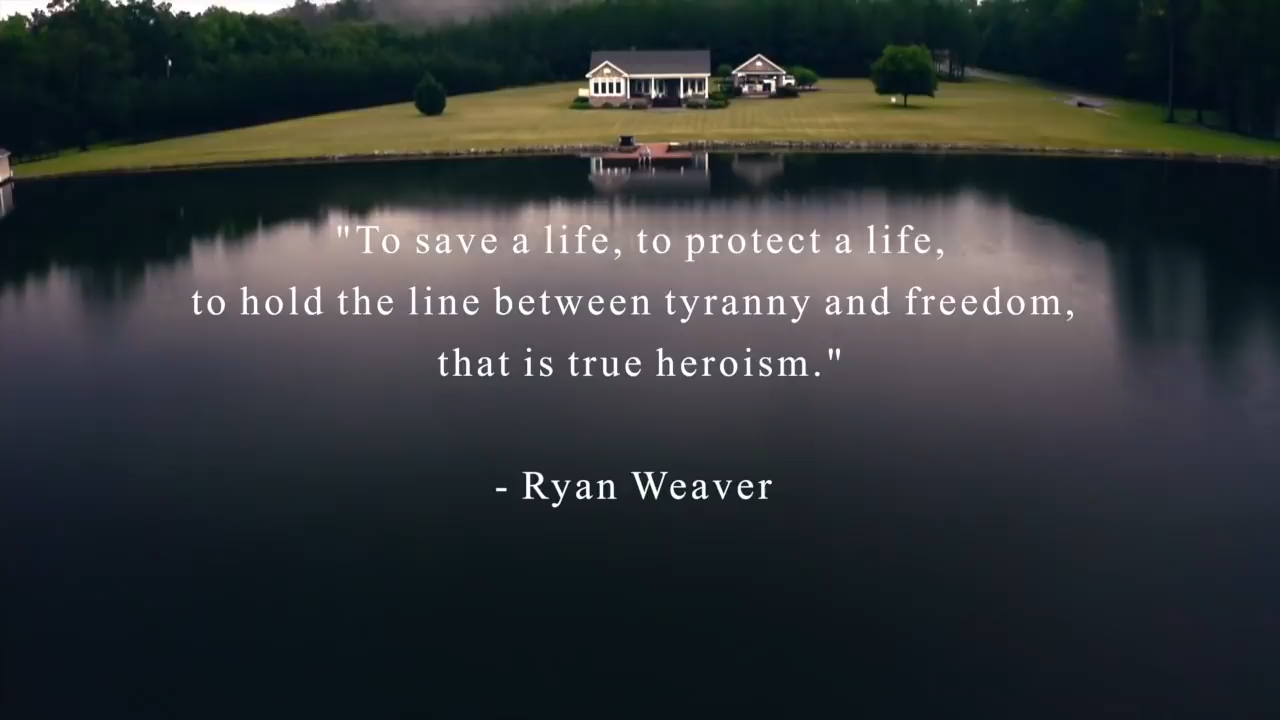 "To save a life, to protect a life,
to hold the line between tyranny and freedom,
that is true heroism."
- Ryan Weaver